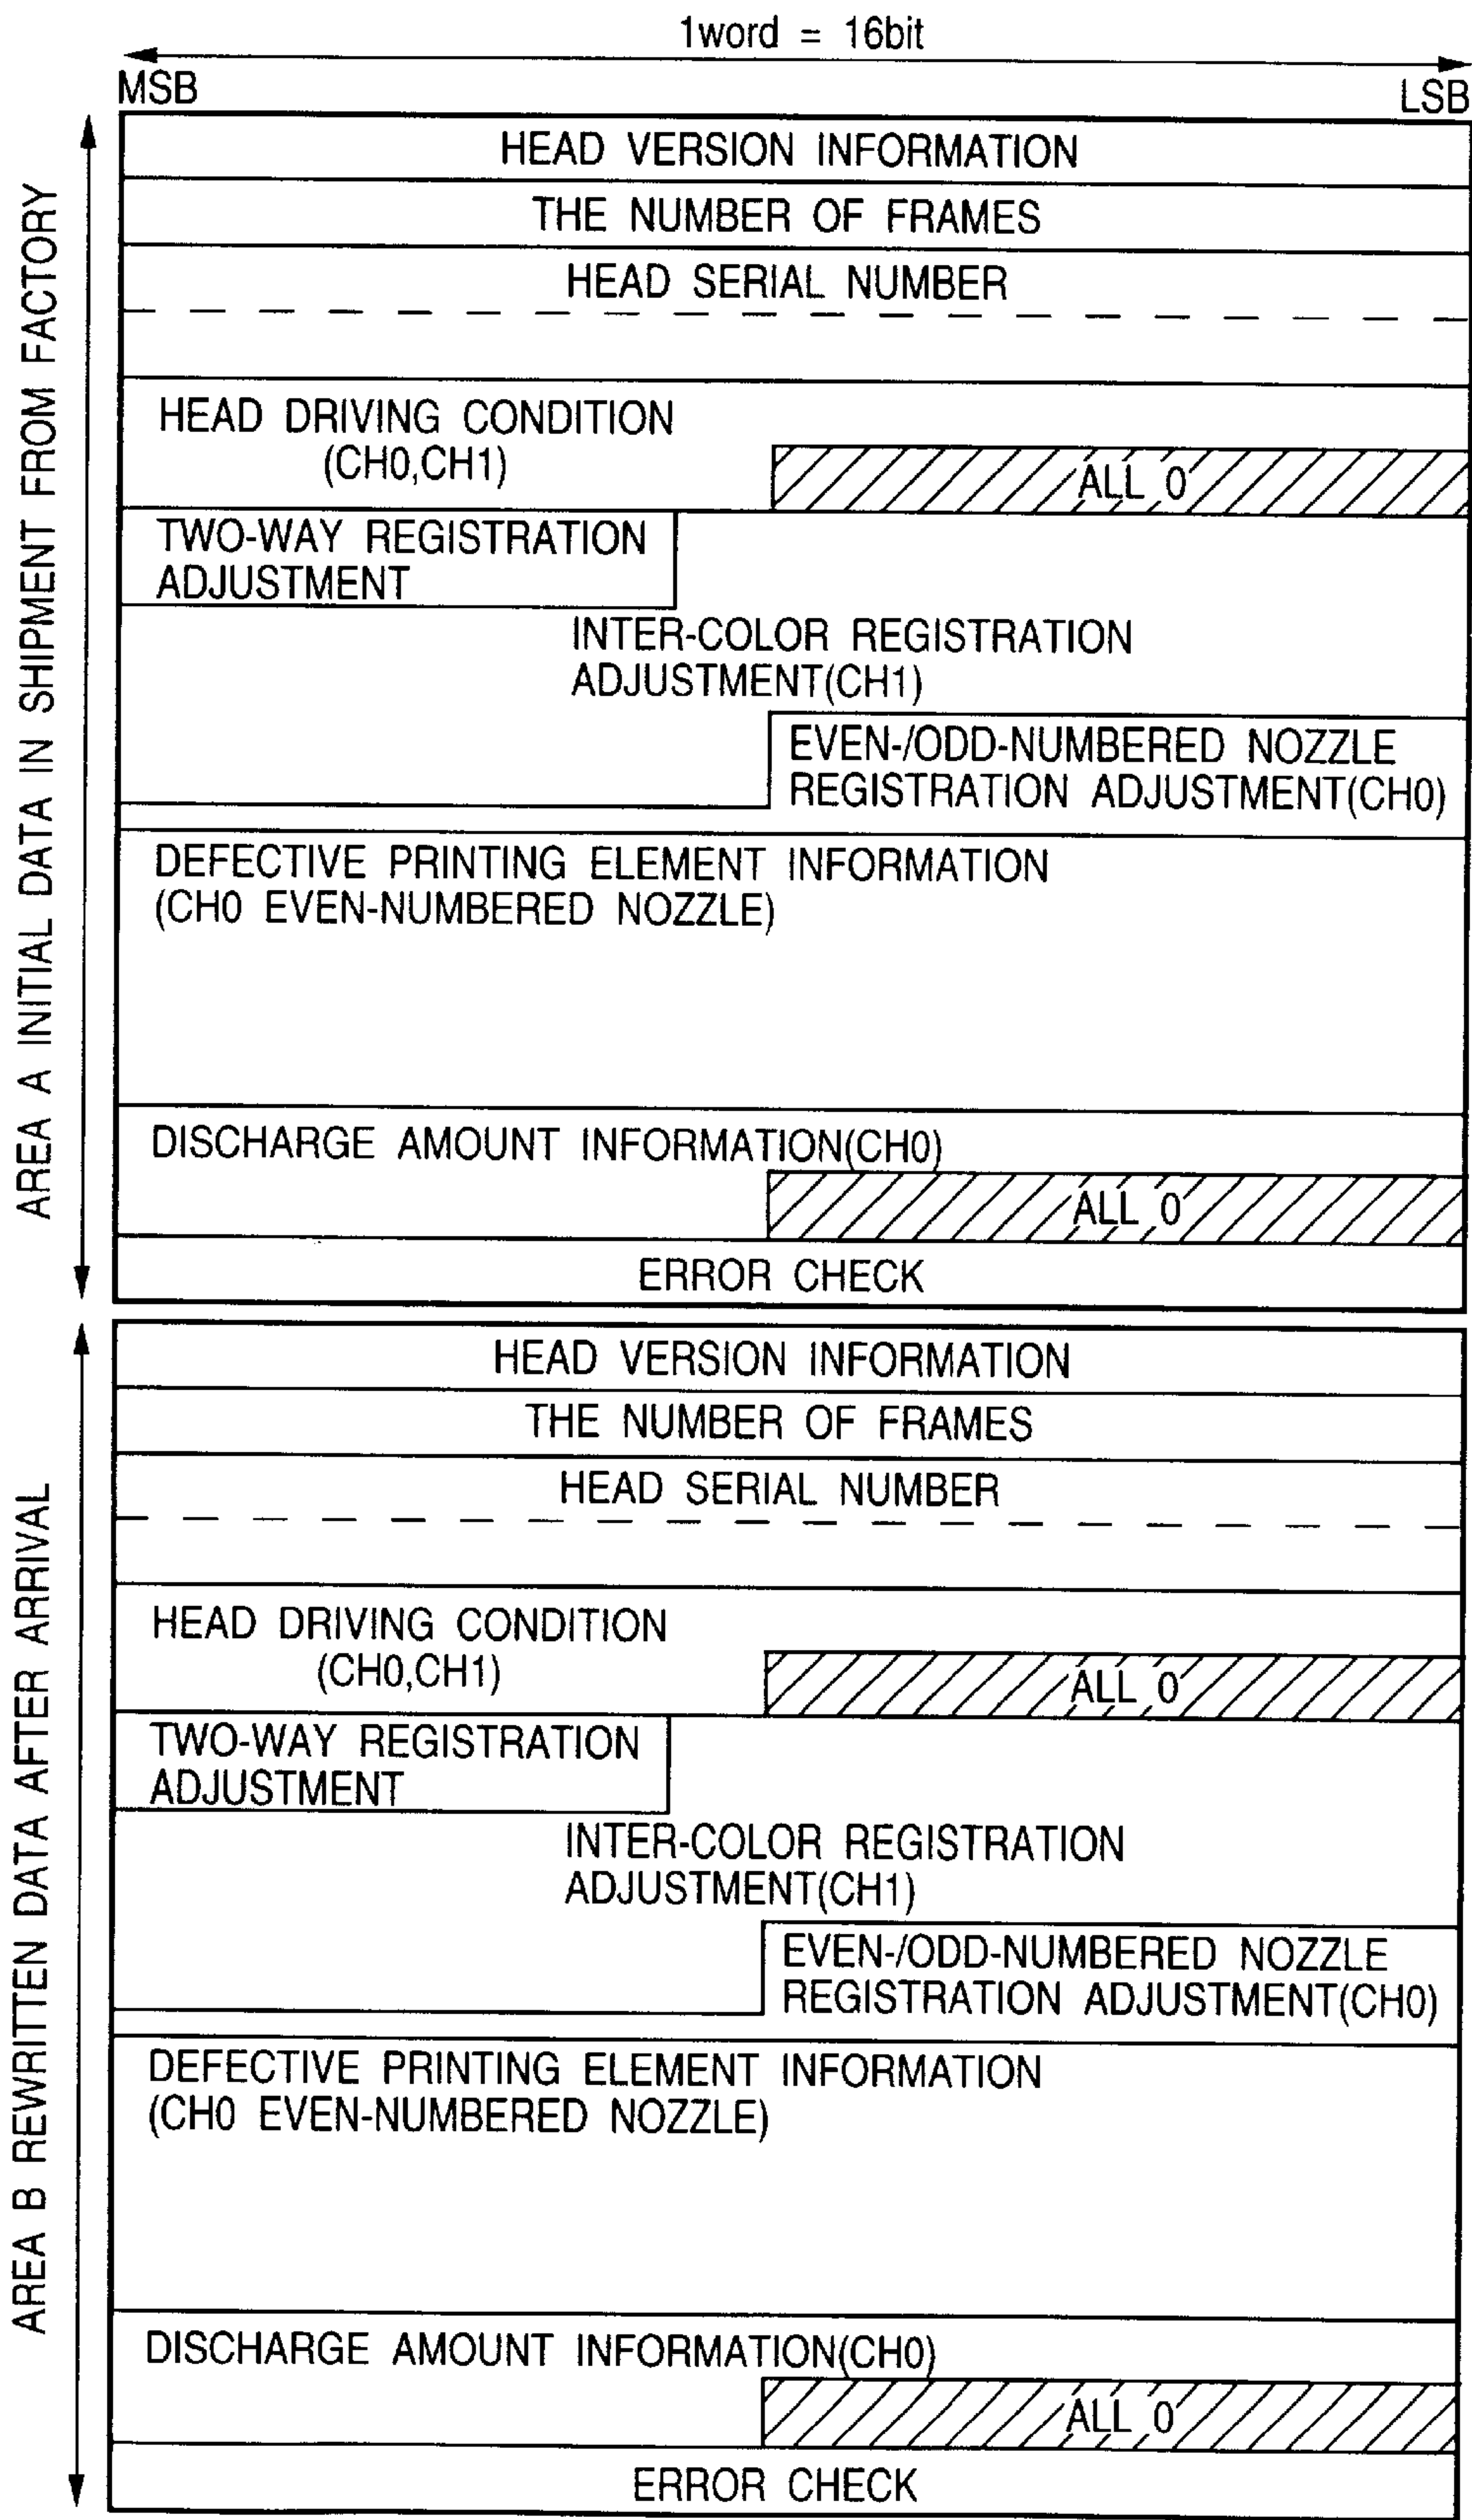 1word = 16bit
MSB
LSB
AREA A INITIAL DATA IN SHIPMENT FROM FACTORY
HEAD VERSION INFORMATION
THE NUMBER OF FRAMES
HEAD SERIAL NUMBER
HEAD DRIVING CONDITION
(CH0,CH1)
ALL 0
TWO-WAY REGISTRATION
ADJUSTMENT
INTER-COLOR REGISTRATION
ADJUSTMENT(CH1)
EVEN-/ODD-NUMBERED NOZZLE
REGISTRATION ADJUSTMENT(CH0)
DEFECTIVE PRINTING ELEMENT INFORMATION
(CH0 EVEN-NUMBERED NOZZLE)
DISCHARGE AMOUNT INFORMATION(CH0)
ALL 0
ERROR CHECK
AREA B REWRITTEN DATA AFTER ARRIVAL
HEAD VERSION INFORMATION
THE NUMBER OF FRAMES
HEAD SERIAL NUMBER
HEAD DRIVING CONDITION
(CH0,CH1)
ALL 0
TWO-WAY REGISTRATION
ADJUSTMENT
INTER-COLOR REGISTRATION
ADJUSTMENT(CH1)
EVEN-/ODD-NUMBERED NOZZLE
REGISTRATION ADJUSTMENT(CH0)
DEFECTIVE PRINTING ELEMENT INFORMATION
(CH0 EVEN-NUMBERED NOZZLE)
DISCHARGE AMOUNT INFORMATION(CH0)
ALL 0
ERROR CHECK